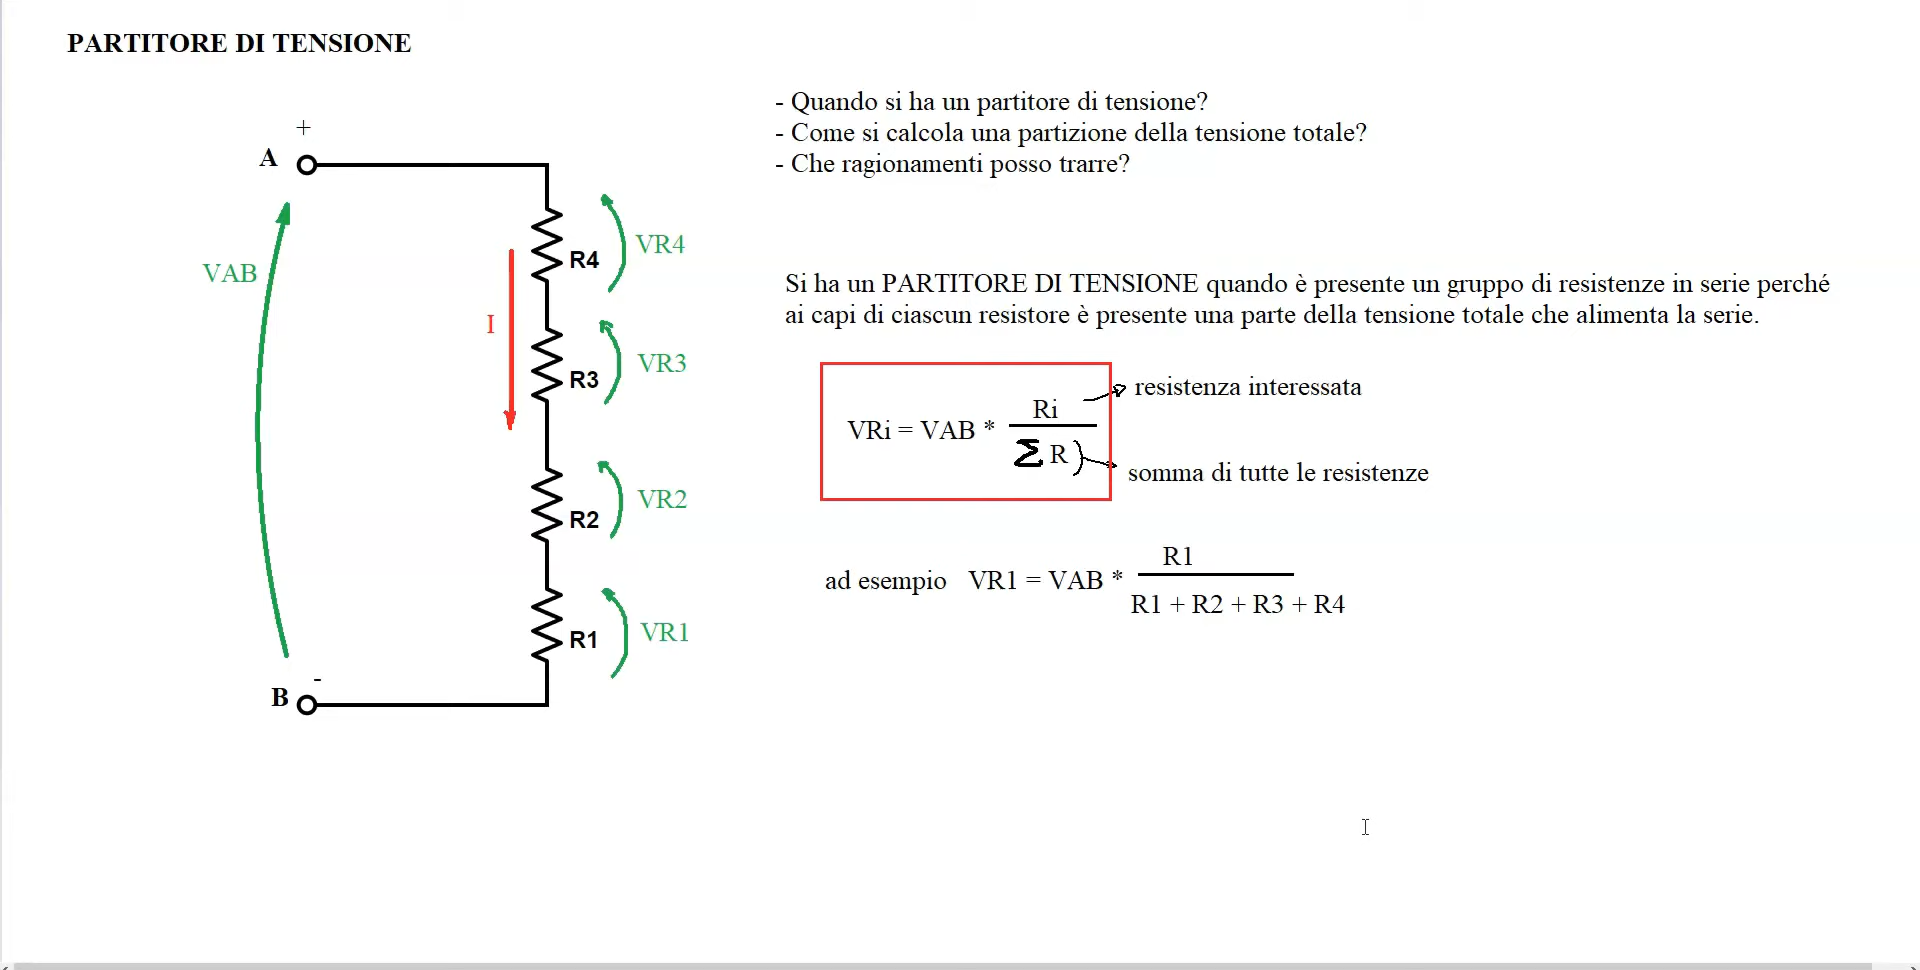 PARTITORE DI TENSIONE
- Quando si ha un partitore di tensione?
- Come si calcola una partizione della tensione totale?
- Che ragionamenti posso trarre?
+
A
VAB
I
R4
VR4
R3
VR3
R2
VR2
R1
VR1
-
B
Si ha un PARTITORE DI TENSIONE quando è presente un gruppo di resistenze in serie perché
ai capi di ciascun resistore è presente una parte della tensione totale che alimenta la serie.
VRi = VAB *
Ri
Σ R
resistenza interessata
somma di tutte le resistenze
ad esempio VR1 = VAB *
R1
R1 + R2 + R3 + R4